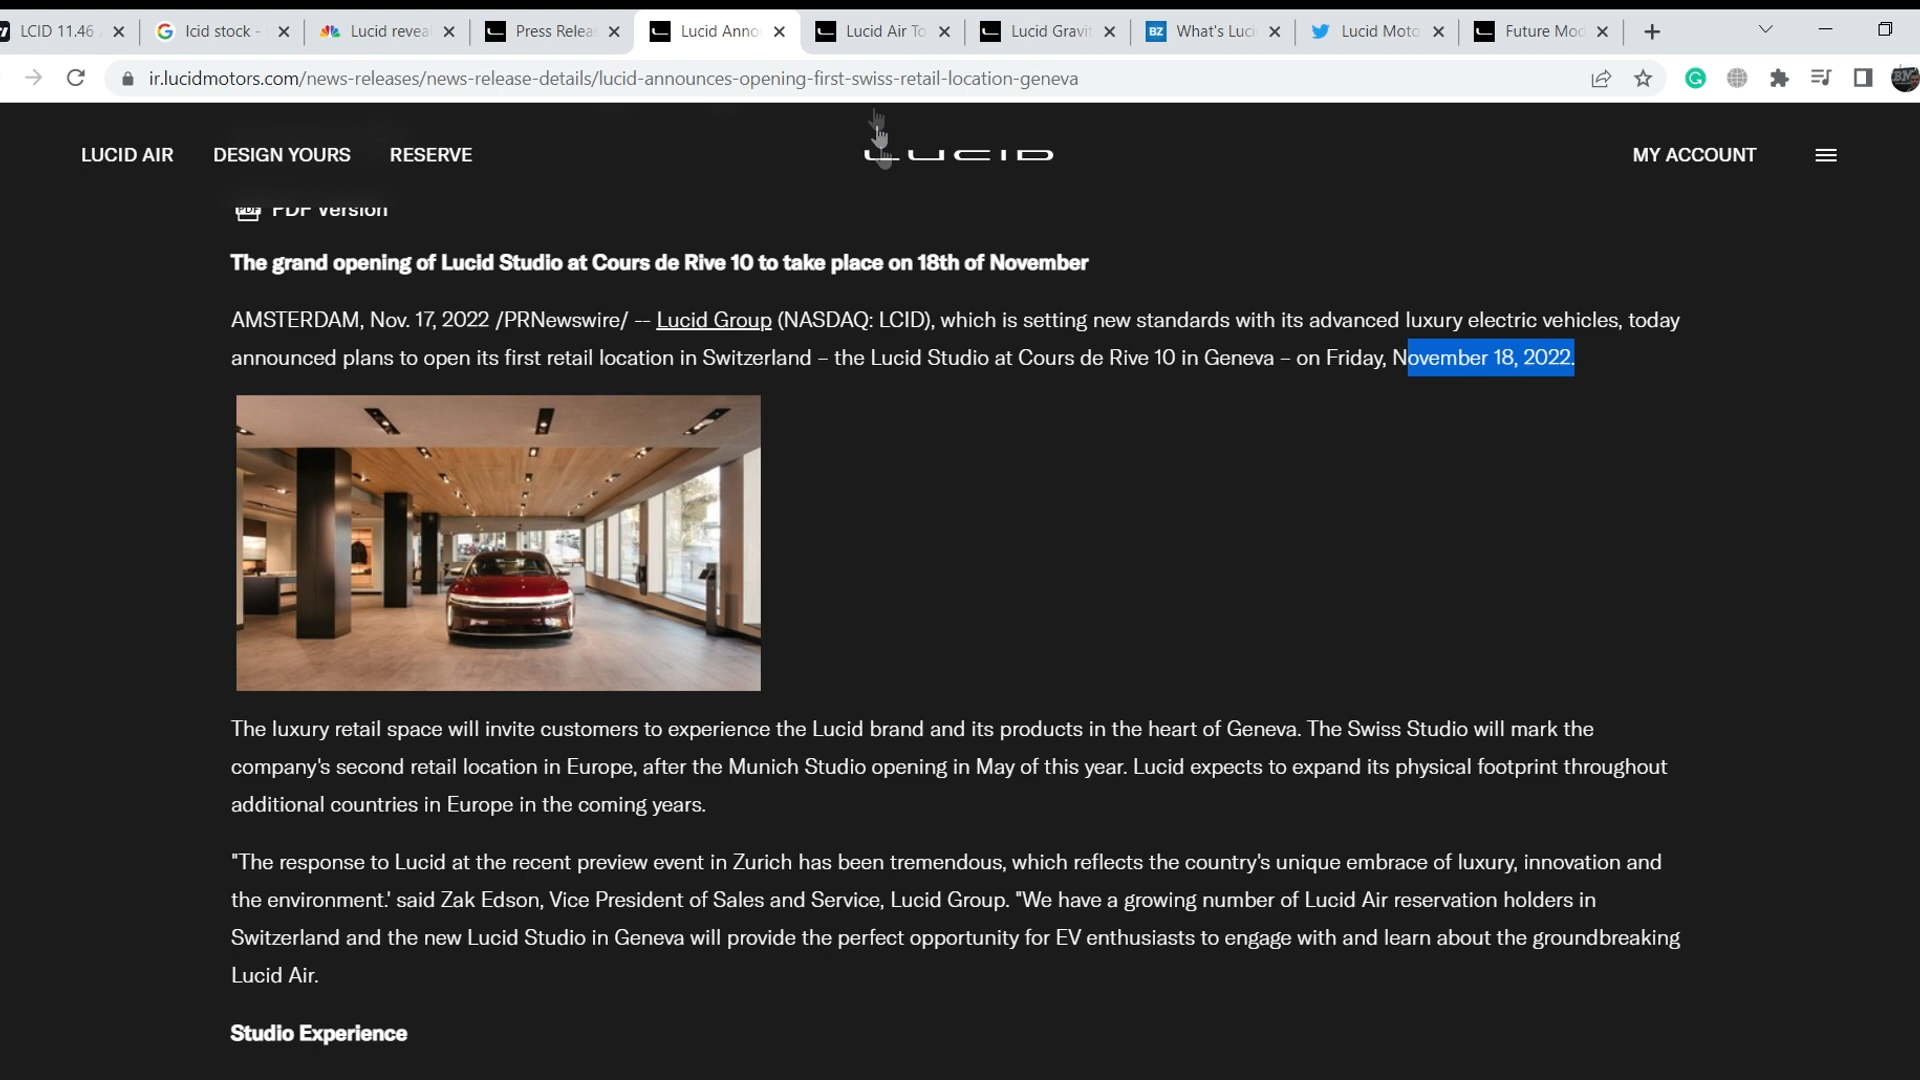 LCID 11.46
lcid stock -
Lucid revea
Press Relea
Lucid Anno
Lucid Air To
Lucid Gravit
BZ
What's Luci
Lucid Moto
Future Mod
ir.lucidmotors.com/news-releases/news-release-details/lucid-announces-opening-first-swiss-retail-location-geneva
LUCID AIR
DESIGN YOURS
RESERVE
LUCID
MY ACCOUNT
PDF Version
The grand opening of Lucid Studio at Cours de Rive 10 to take place on 18th of November
AMSTERDAM, Nov. 17, 2022 /PRNewswire/ -- Lucid Group (NASDAQ: LCID), which is setting new standards with its advanced luxury electric vehicles, today
announced plans to open its first retail location in Switzerland – the Lucid Studio at Cours de Rive 10 in Geneva – on Friday, November 18, 2022.
The luxury retail space will invite customers to experience the Lucid brand and its products in the heart of Geneva. The Swiss Studio will mark the
company's second retail location in Europe, after the Munich Studio opening in May of this year. Lucid expects to expand its physical footprint throughout
additional countries in Europe in the coming years.
"The response to Lucid at the recent preview event in Zurich has been tremendous, which reflects the country's unique embrace of luxury, innovation and
the environment.' said Zak Edson, Vice President of Sales and Service, Lucid Group. "We have a growing number of Lucid Air reservation holders in
Switzerland and the new Lucid Studio in Geneva will provide the perfect opportunity for EV enthusiasts to engage with and learn about the groundbreaking
Lucid Air.
Studio Experience